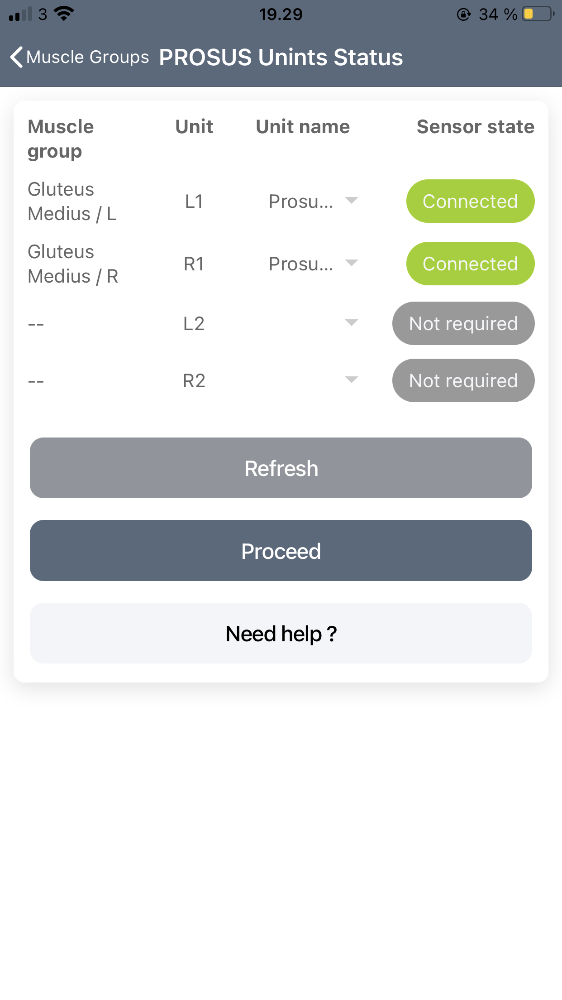 3 19.29 34 %
Muscle Groups PROSUS Unints Status
Muscle group Unit Unit name Sensor state
Gluteus Medius / L L1 Prosu... Connected
Gluteus Medius / R R1 Prosu... Connected
-- L2 Not required
-- R2 Not required
Refresh
Proceed
Need help ?